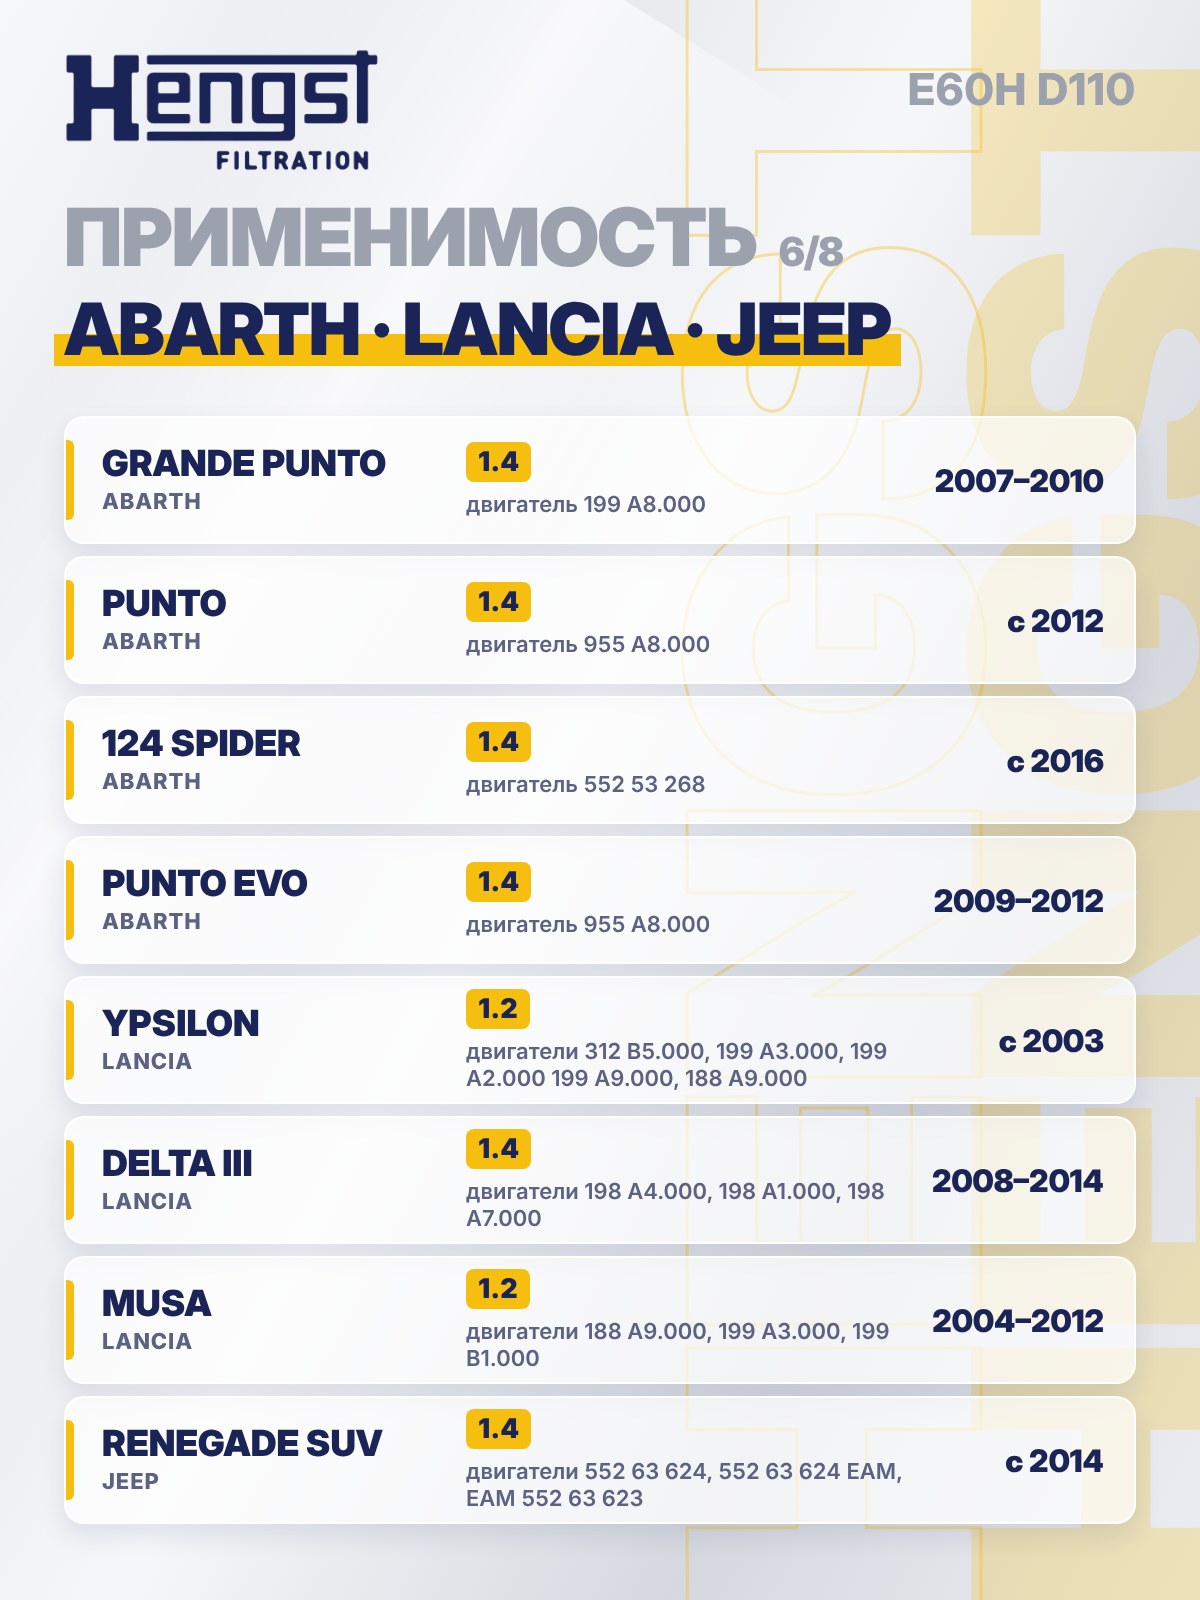 Hengst
FILTRATION
E60H D110
ПРИМЕНИМОСТЬ 6/8
ABARTH · LANCIA · JEEP
GRANDE PUNTO
ABARTH
1.4
двигатель 199 A8.000
2007–2010
PUNTO
ABARTH
1.4
двигатель 955 A8.000
с 2012
124 SPIDER
ABARTH
1.4
двигатель 552 53 268
с 2016
PUNTO EVO
ABARTH
1.4
двигатель 955 A8.000
2009–2012
YPSILON
LANCIA
1.2
двигатели 312 B5.000, 199 A3.000, 199
A2.000 199 A9.000, 188 A9.000
с 2003
DELTA III
LANCIA
1.4
двигатели 198 A4.000, 198 A1.000, 198
A7.000
2008–2014
MUSA
LANCIA
1.2
двигатели 188 A9.000, 199 A3.000, 199
B1.000
2004–2012
RENEGADE SUV
JEEP
1.4
двигатели 552 63 624, 552 63 624 EAM,
EAM 552 63 623
с 2014
HENGST
HENGST